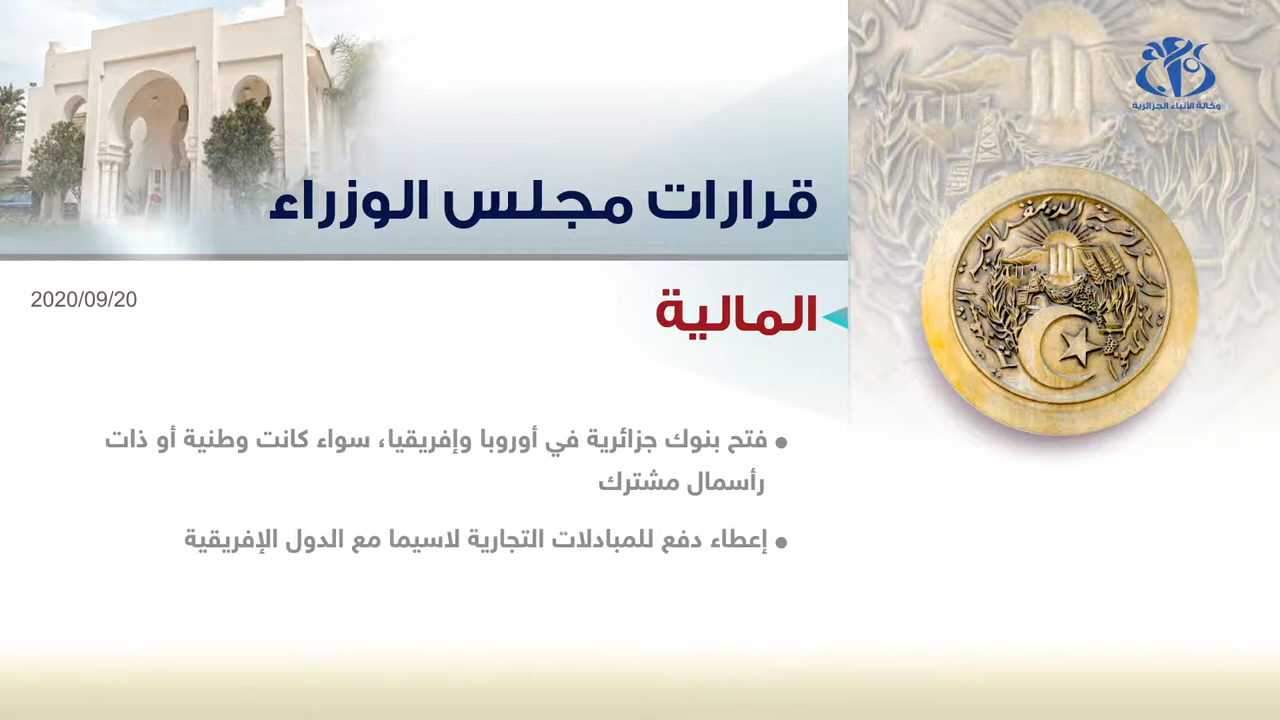 وكالة الأنباء الجزائرية
قرارات مجلس الوزراء
2020/09/20
المالية
● فتح بنوك جزائرية في أوروبا وإفريقيا، سواء كانت وطنية أو ذات
رأسمال مشترك
● إعطاء دفع للمبادلات التجارية لاسيما مع الدول الإفريقية